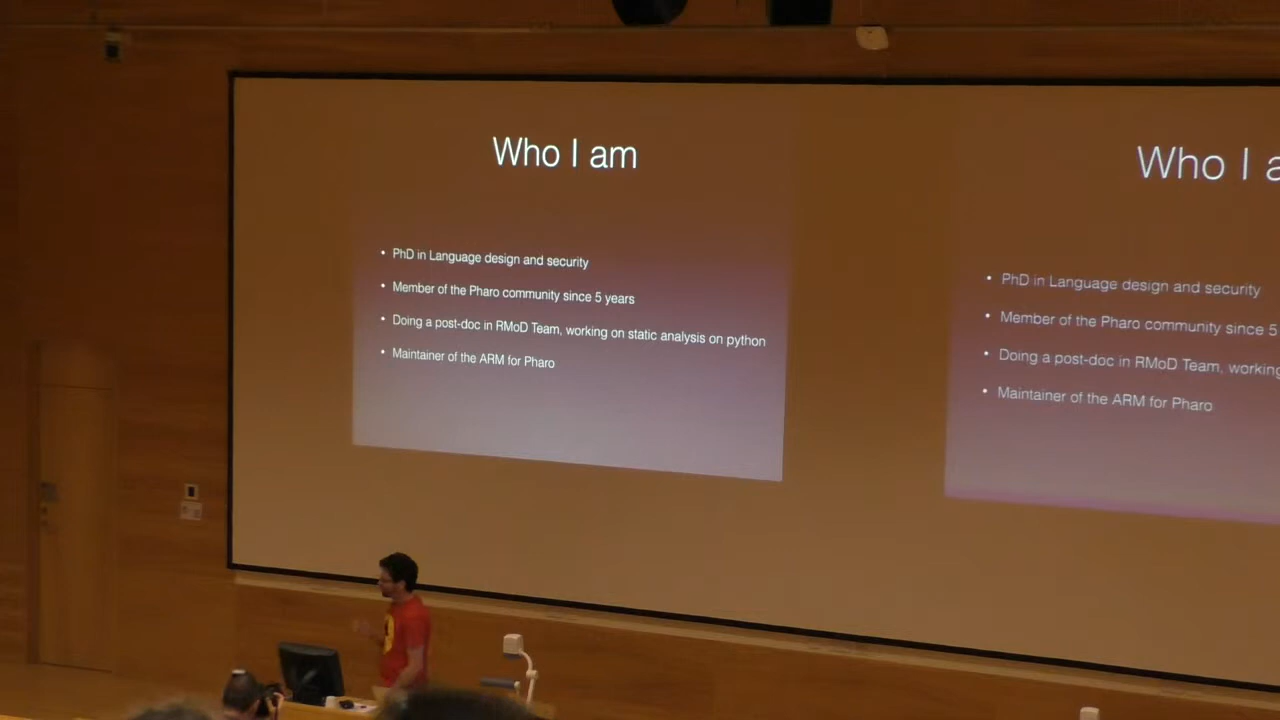 Who I am
• PhD in Language design and security
• Member of the Pharo community since 5 years
• Doing a post-doc in RMoD Team, working on static analysis on python
• Maintainer of the ARM for Pharo
Who I a
• PhD in Language design and security
• Member of the Pharo community since 5
• Doing a post-doc in RMoD Team, working
• Maintainer of the ARM for Pharo